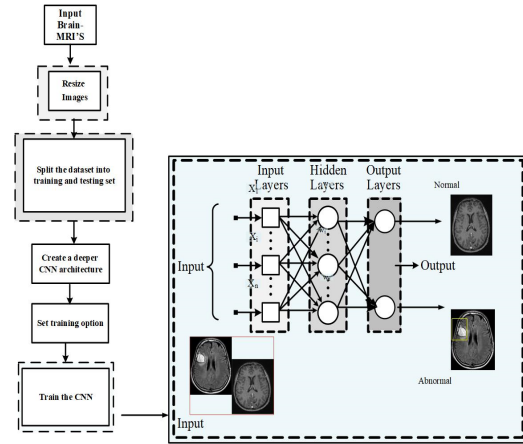 Input
Brain-
MRI'S
Resize
Images
Split the dataset into
training and testing set
Create a deeper
CNN architecture
Set training option
Train the CNN
Input
Layers
Hidden
Layers
Output
Layers
X
X
X
Input
Output
Normal
Abnormal
Input